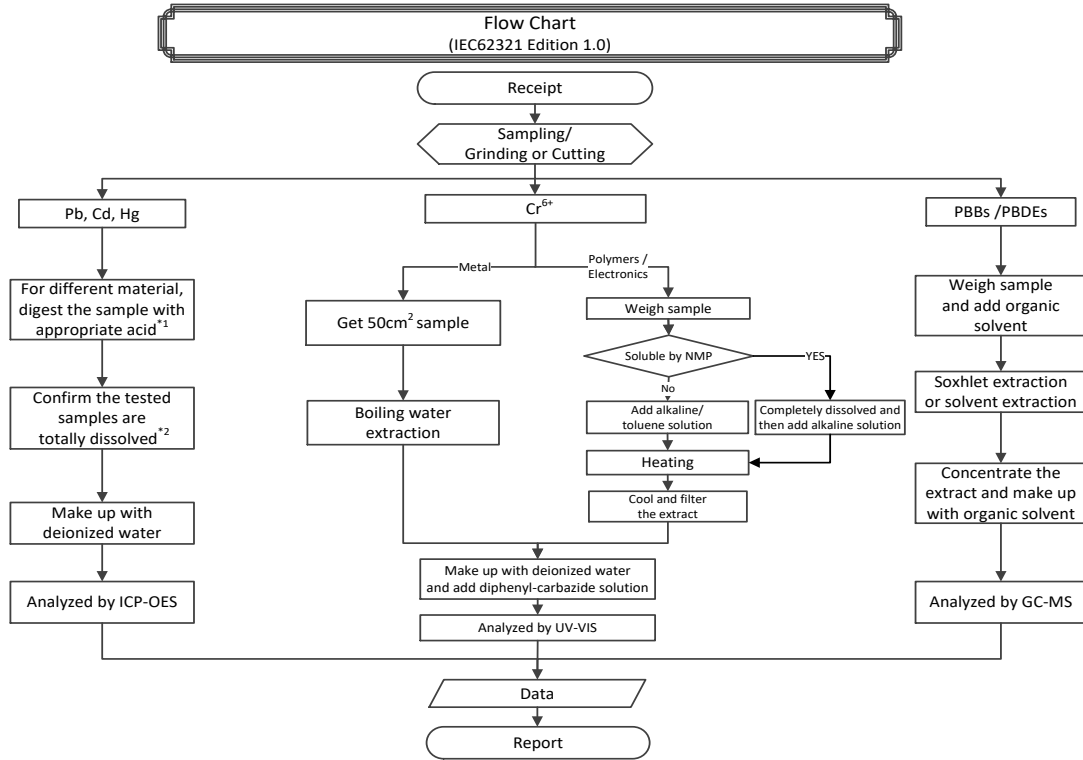 Flow Chart
(IEC62321 Edition 1.0)
Receipt
Sampling/
Grinding or Cutting
Pb, Cd, Hg
For different material,
digest the sample with
appropriate acid*1
Confirm the tested
samples are
totally dissolved*2
Make up with
deionized water
Analyzed by ICP-OES
Cr6+
Metal
Get 50cm2 sample
Boiling water
extraction
Polymers /
Electronics
Weigh sample
Soluble by NMP
YES
No
Add alkaline/
toluene solution
Completely dissolved and
then add alkaline solution
Heating
Cool and filter
the extract
Make up with deionized water
and add diphenyl-carbazide solution
Analyzed by UV-VIS
PBBs /PBDEs
Weigh sample
and add organic
solvent
Soxhlet extraction
or solvent extraction
Concentrate the
extract and make up
with organic solvent
Analyzed by GC-MS
Data
Report